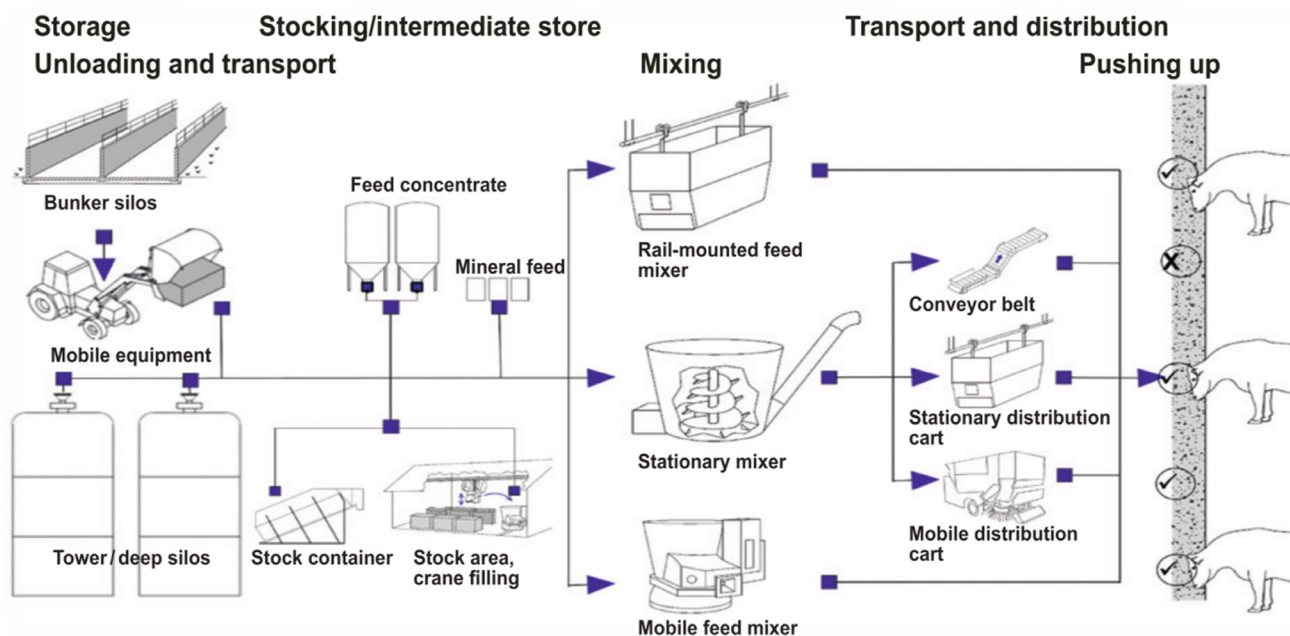 Storage
Unloading and transport
Stocking/intermediate store
Mixing
Transport and distribution
Pushing up
Bunker silos
Mobile equipment
Tower/deep silos
Feed concentrate
Mineral feed
Stock container
Stock area,
crane filling
Rail-mounted feed
mixer
Stationary mixer
Mobile feed mixer
Conveyor belt
Stationary distribution
cart
Mobile distribution
cart